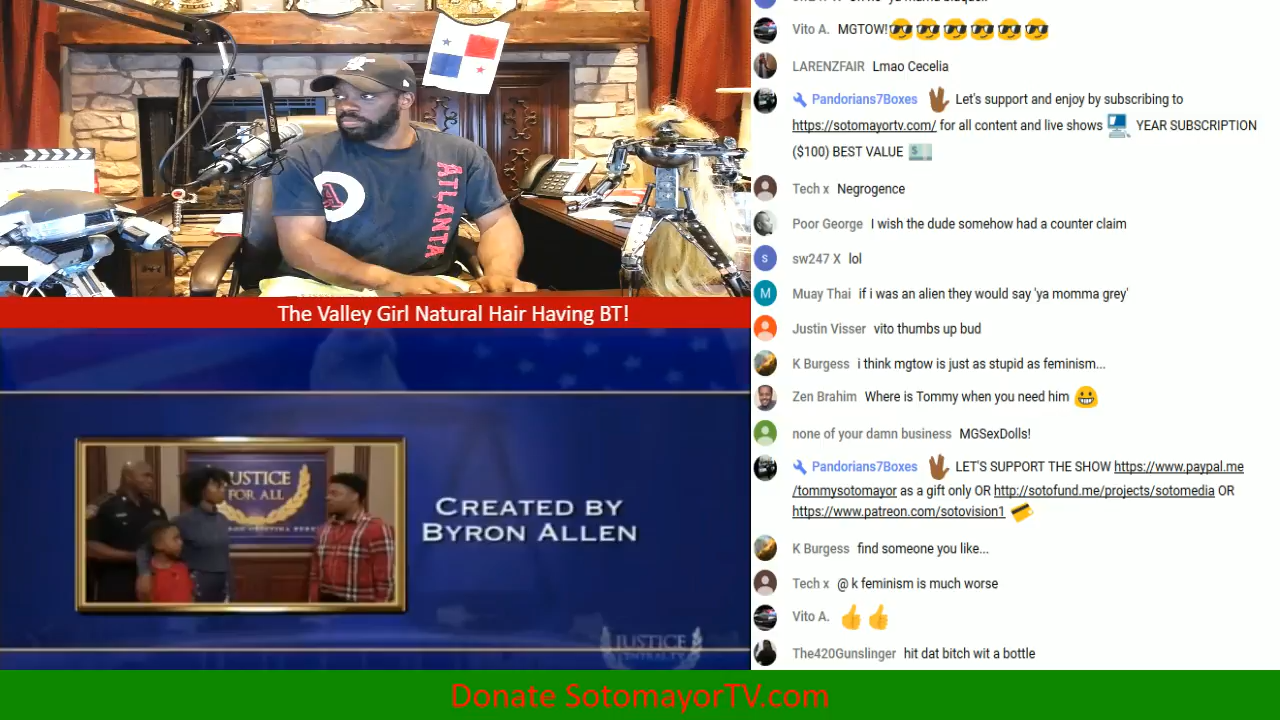 Vito A. MGTOW!
LARENZFAIR Lmao Cecelia
Pandorians7Boxes Let's support and enjoy by subscribing to
https://sotomayortv.com/ for all content and live shows YEAR SUBSCRIPTION
($100) BEST VALUE
Tech x Negrogence
Poor George I wish the dude somehow had a counter claim
s sw247 X lol
M Muay Thai if i was an alien they would say 'ya momma grey'
Justin Visser vito thumbs up bud
K Burgess i think mgtow is just as stupid as feminism...
Zen Brahim Where is Tommy when you need him
none of your damn business MGSexDolls!
Pandorians7Boxes LET'S SUPPORT THE SHOW https://www.paypal.me
/tommysotomayor as a gift only OR http://sotofund.me/projects/sotomedia OR
https://www.patreon.com/sotovision1
K Burgess find someone you like...
Tech x @ k feminism is much worse
Vito A.
The420Gunslinger hit dat bitch wit a bottle
A
ATLANTA
The Valley Girl Natural Hair Having BT!
JUSTICE
FOR ALL
CREATED BY
BYRON ALLEN
JUSTICE
CENTRAL.TV
Donate SotomayorTV.com